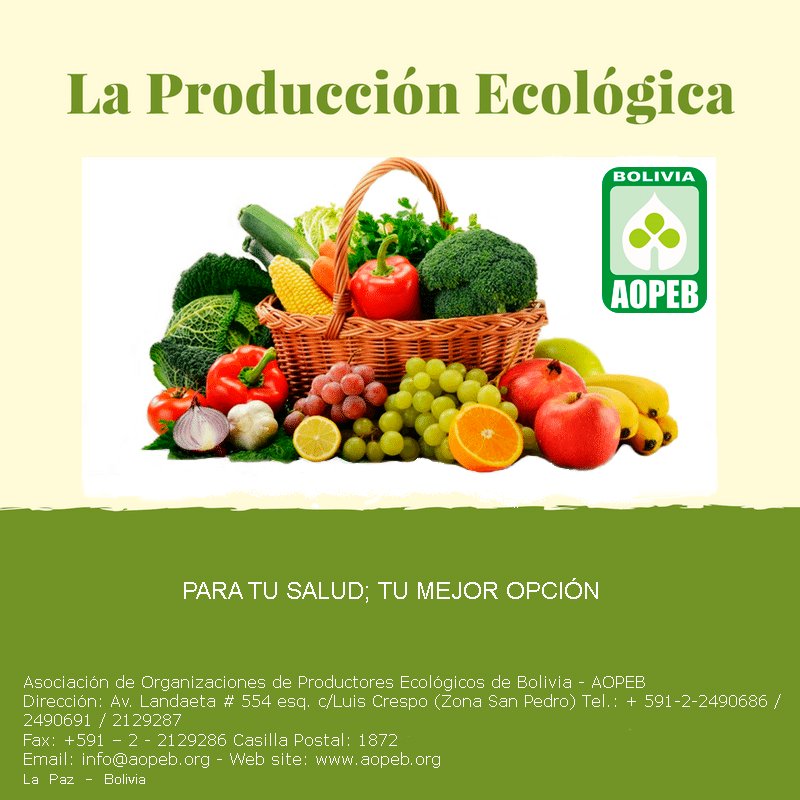 La Producción Ecológica
BOLIVIA
AOPEB
PARA TU SALUD; TU MEJOR OPCIÓN
Asociación de Organizaciones de Productores Ecológicos de Bolivia - AOPEB
Dirección: Av. Landaeta # 554 esq. c/Luis Crespo (Zona San Pedro) Tel.: + 591-2-2490686 /
2490691 / 2129287
Fax: +591 – 2 - 2129286 Casilla Postal: 1872
Email: info@aopeb.org - Web site: www.aopeb.org
La Paz – Bolivia